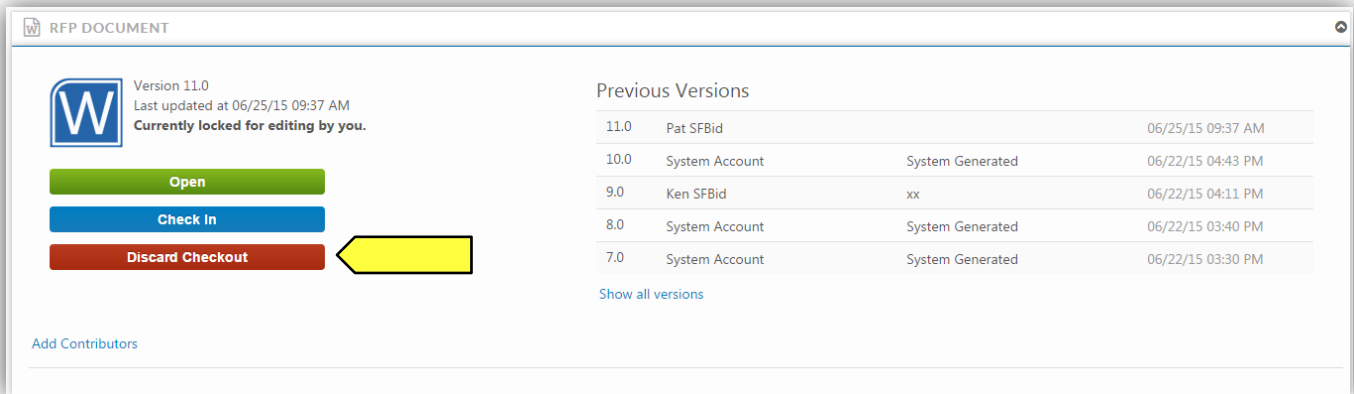 RFP DOCUMENT
W
Version 11.0
Last updated at 06/25/15 09:37 AM
Currently locked for editing by you.
Open
Check In
Discard Checkout
Previous Versions
11.0 Pat SFBid 06/25/15 09:37 AM
10.0 System Account System Generated 06/22/15 04:43 PM
9.0 Ken SFBid xx 06/22/15 04:11 PM
8.0 System Account System Generated 06/22/15 03:40 PM
7.0 System Account System Generated 06/22/15 03:30 PM
Show all versions
Add Contributors